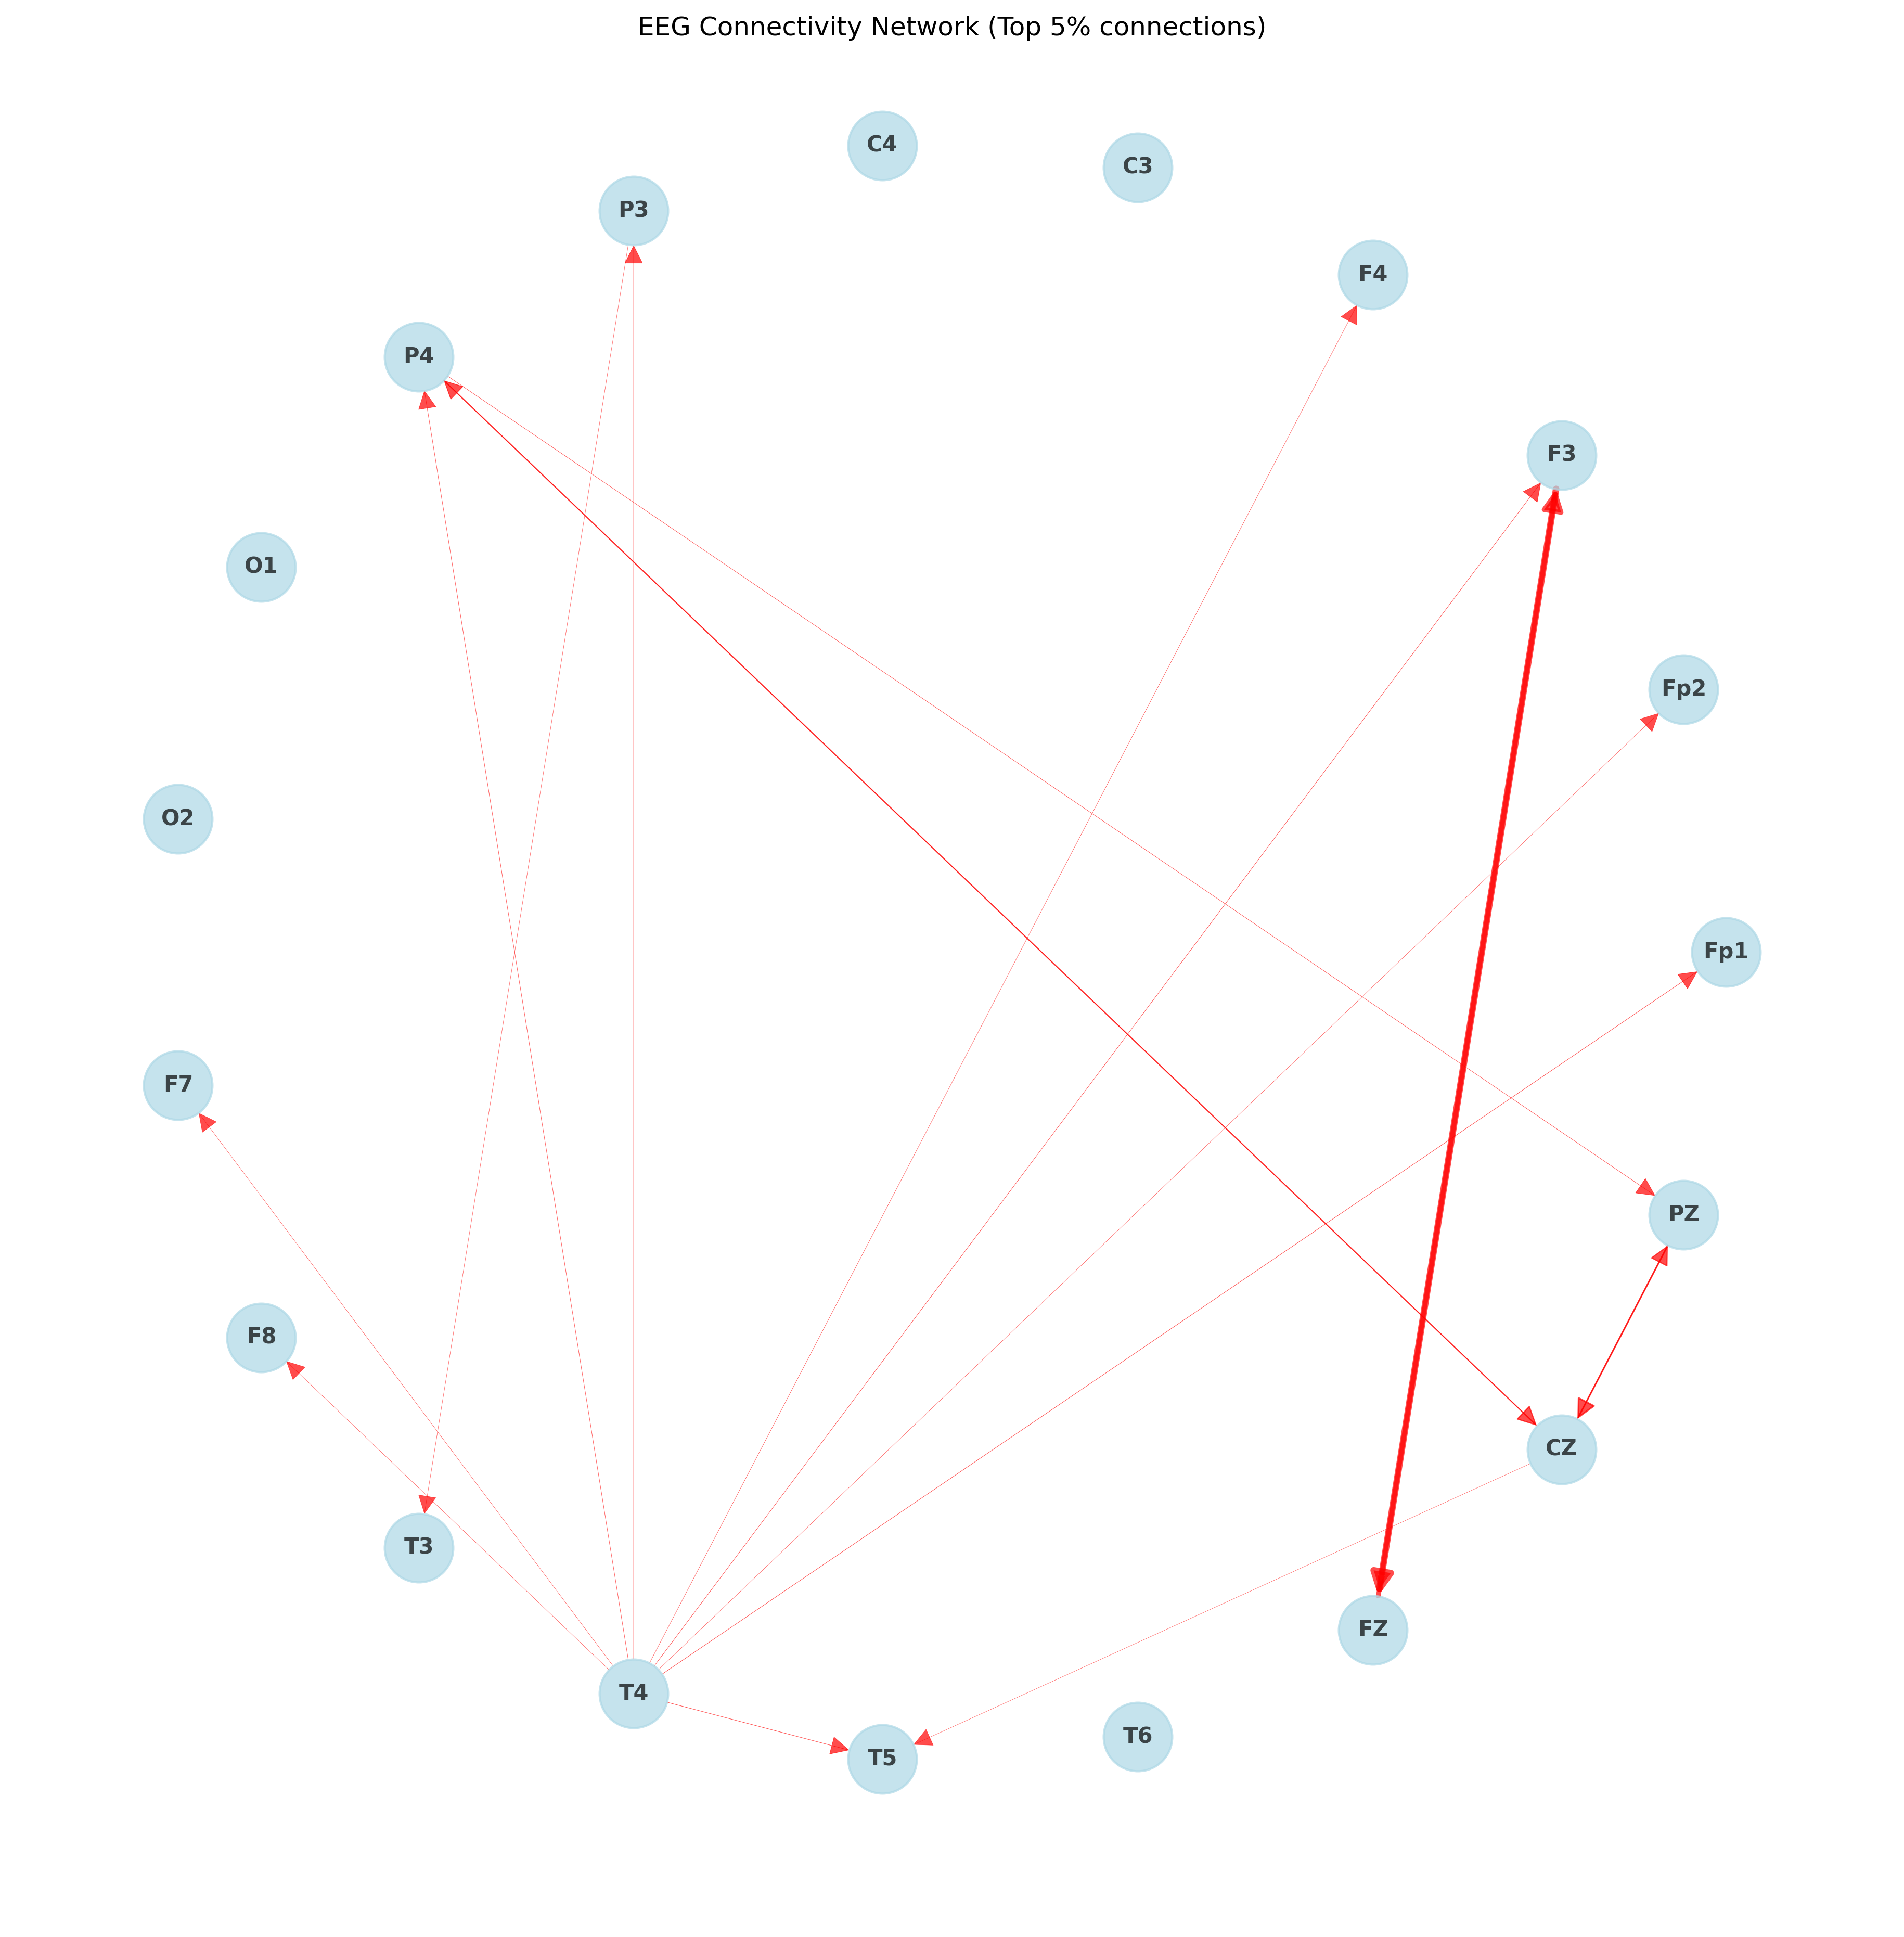 EEG Connectivity Network (Top 5% connections)
C4
C3
P3
F4
P4
F3
O1
Fp2
O2
Fp1
F7
PZ
F8
CZ
T3
FZ
T4
T6
T5